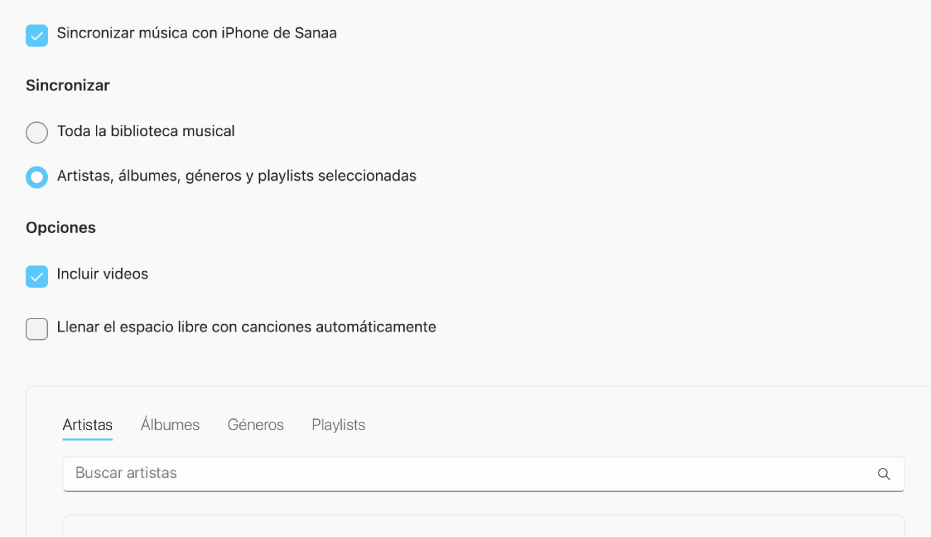 Sincronizar música con iPhone de Sanaa
Sincronizar
Toda la biblioteca musical
Artistas, álbumes, géneros y playlists seleccionadas
Opciones
Incluir videos
Llenar el espacio libre con canciones automáticamente
Artistas Álbumes Géneros Playlists
Buscar artistas